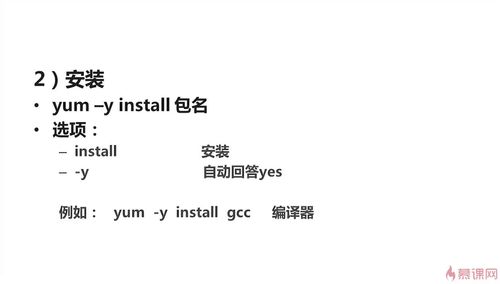 2）安装
• yum –y install 包名
• 选项：
– install 安装
– -y 自动回答yes
例如： yum -y install gcc 编译器
慕课网